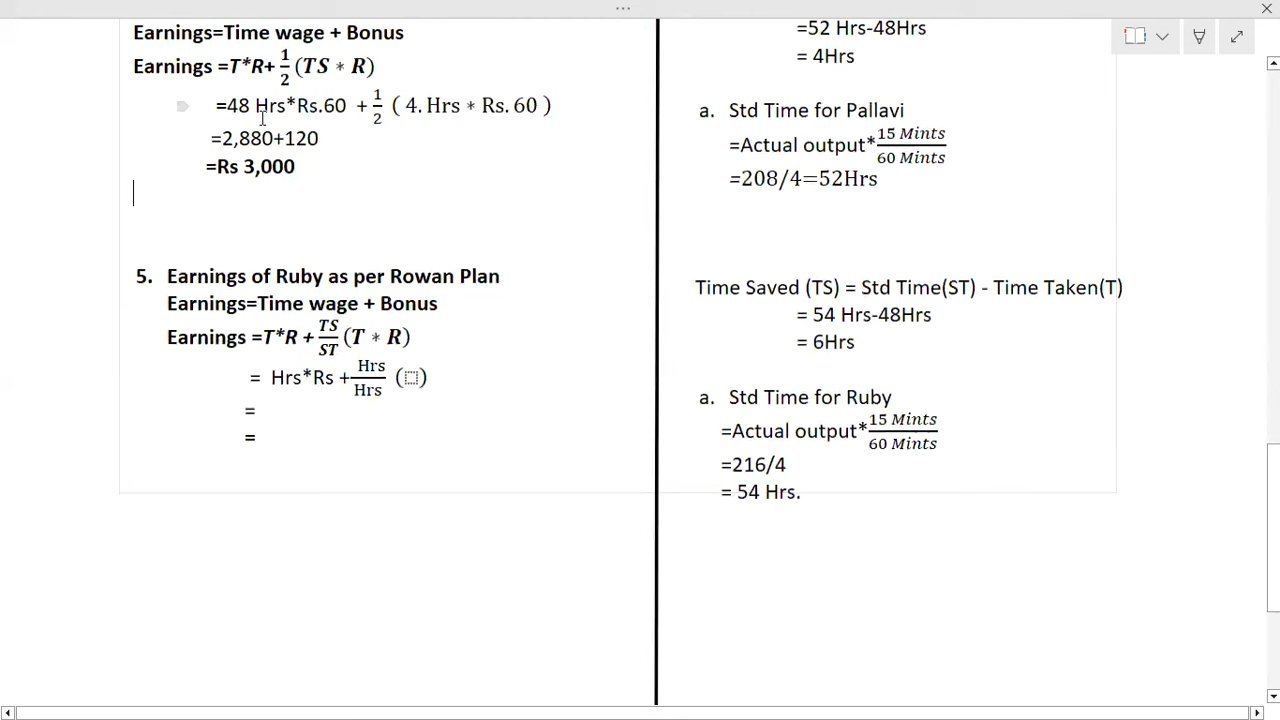 Earnings=Time wage + Bonus
Earnings =T*R+ 1/2 (TS * R)
=48 Hrs*Rs.60 + 1/2 ( 4.Hrs * Rs. 60 )
=2,880+120
=Rs 3,000
5. Earnings of Ruby as per Rowan Plan
Earnings=Time wage + Bonus
Earnings =T*R + TS/ST (T * R)
= Hrs*Rs + Hrs/Hrs (⬚)
=
=
=52 Hrs-48Hrs
= 4Hrs
a. Std Time for Pallavi
=Actual output* 15 Mints/60 Mints
=208/4=52Hrs
Time Saved (TS) = Std Time(ST) - Time Taken(T)
= 54 Hrs-48Hrs
= 6Hrs
a. Std Time for Ruby
=Actual output* 15 Mints/60 Mints
=216/4
= 54 Hrs.